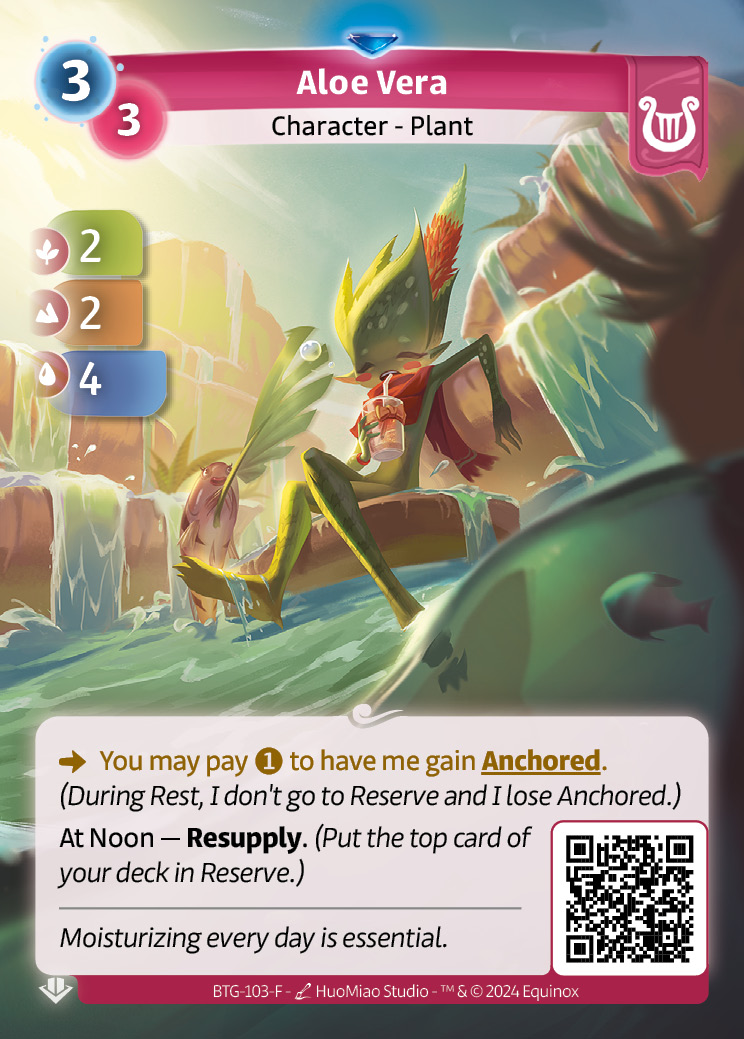 3
Aloe Vera
3
Character - Plant
2
2
4
You may pay 1 to have me gain Anchored.
(During Rest, I don't go to Reserve and I lose Anchored.)
At Noon — Resupply. (Put the top card of
your deck in Reserve.)
Moisturizing every day is essential.
BTG-103-F - HuoMiao Studio - ™ & © 2024 Equinox